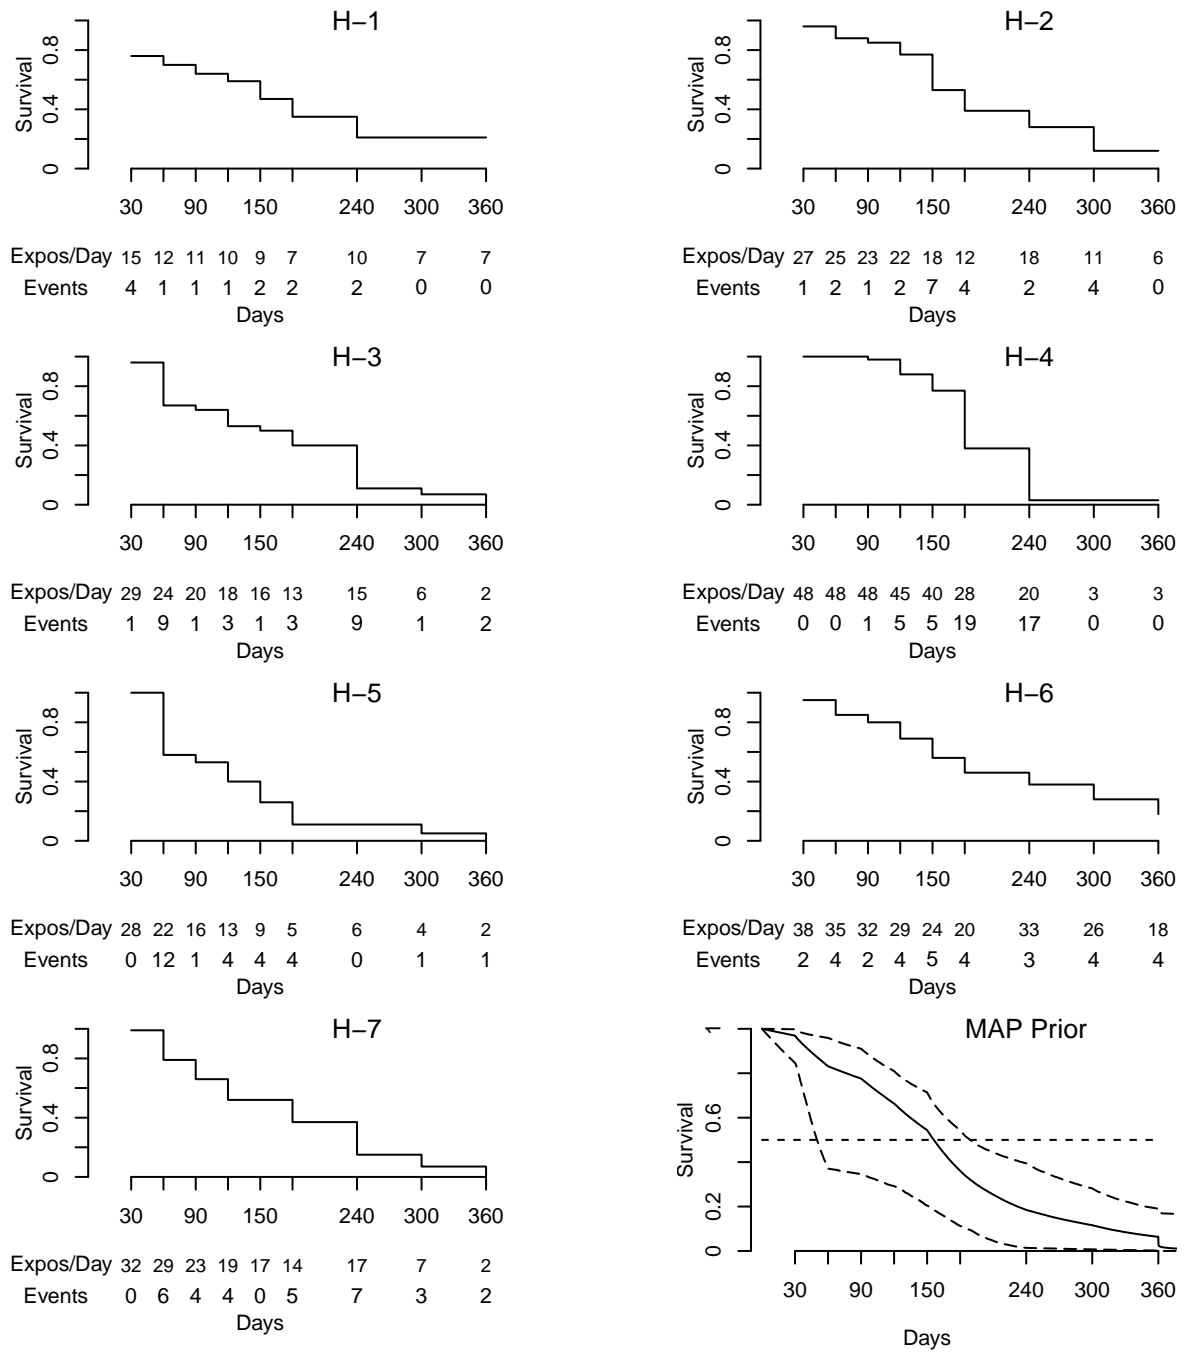 H−1
Survival
0 0.4 0.8
30 90 150 240 300 360
Expos/Day 15 12 11 10 9 7 10 7 7
Events 4 1 1 1 2 2 2 0 0
Days
H−2
Survival
0 0.4 0.8
30 90 150 240 300 360
Expos/Day 27 25 23 22 18 12 18 11 6
Events 1 2 1 2 7 4 2 4 0
Days
H−3
Survival
0 0.4 0.8
30 90 150 240 300 360
Expos/Day 29 24 20 18 16 13 15 6 2
Events 1 9 1 3 1 3 9 1 2
Days
H−4
Survival
0 0.4 0.8
30 90 150 240 300 360
Expos/Day 48 48 48 45 40 28 20 3 3
Events 0 0 1 5 5 19 17 0 0
Days
H−5
Survival
0 0.4 0.8
30 90 150 240 300 360
Expos/Day 28 22 16 13 9 5 6 4 2
Events 0 12 1 4 4 4 0 1 1
Days
H−6
Survival
0 0.4 0.8
30 90 150 240 300 360
Expos/Day 38 35 32 29 24 20 33 26 18
Events 2 4 2 4 5 4 3 4 4
Days
H−7
Survival
0 0.4 0.8
30 90 150 240 300 360
Expos/Day 32 29 23 19 17 14 17 7 2
Events 0 6 4 4 0 5 7 3 2
Days
MAP Prior
Survival
0 0.2 0.6 1
30 90 150 240 300 360
Days